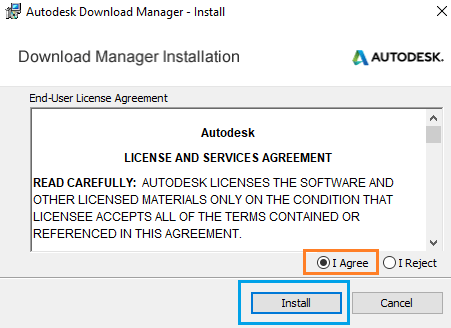 Autodesk Download Manager - Install
Download Manager Installation
AUTODESK.
End-User License Agreement
Autodesk
LICENSE AND SERVICES AGREEMENT
READ CAREFULLY: AUTODESK LICENSES THE SOFTWARE AND
OTHER LICENSED MATERIALS ONLY ON THE CONDITION THAT
LICENSEE ACCEPTS ALL OF THE TERMS CONTAINED OR
REFERENCED IN THIS AGREEMENT.
I Agree I Reject
Install Cancel